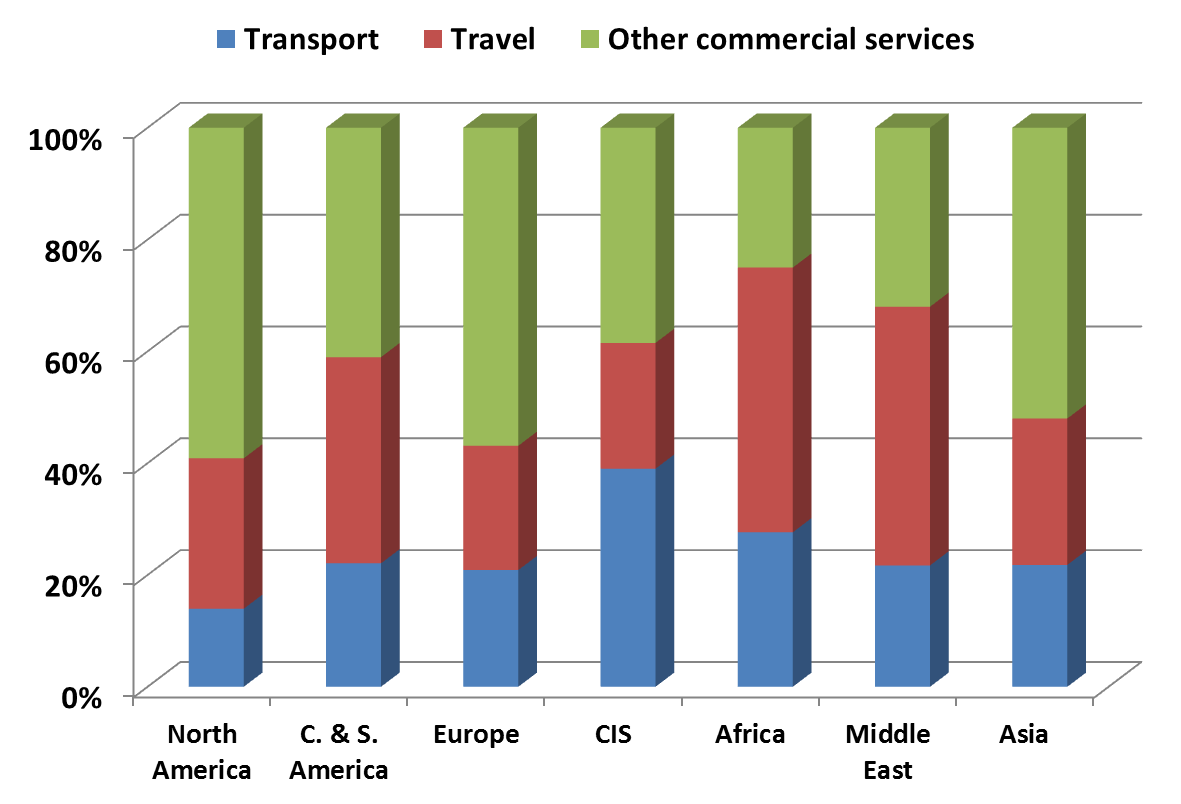 Transport Travel Other commercial services
100%
80%
60%
40%
20%
0%
North America
C. & S. America
Europe
CIS
Africa
Middle East
Asia